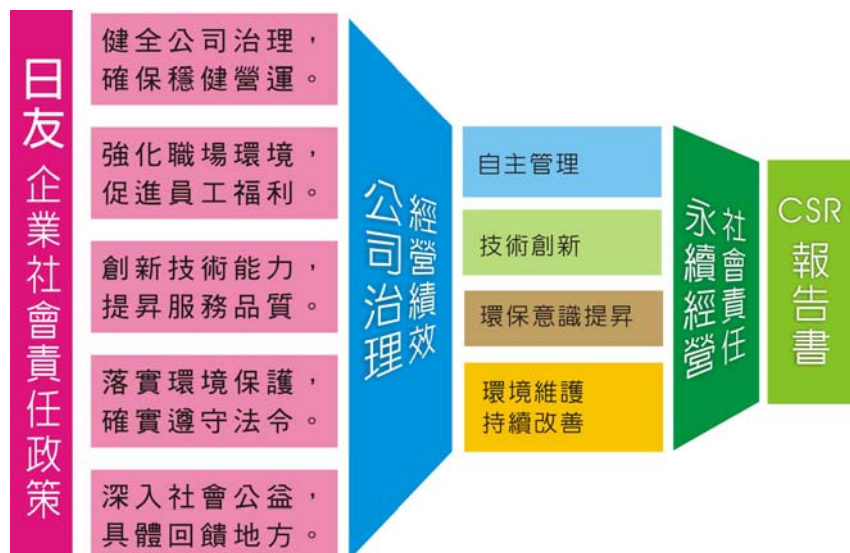 日友企業社會責任政策
健全公司治理，
確保穩健營運。
強化職場環境，
促進員工福利。
創新技術能力，
提昇服務品質。
落實環境保護，
確實遵守法令。
深入社會公益，
具體回饋地方。
公司治理
經營績效
自主管理
技術創新
環保意識提昇
環境維護
持續改善
永續經營
社會責任
CSR
報告書